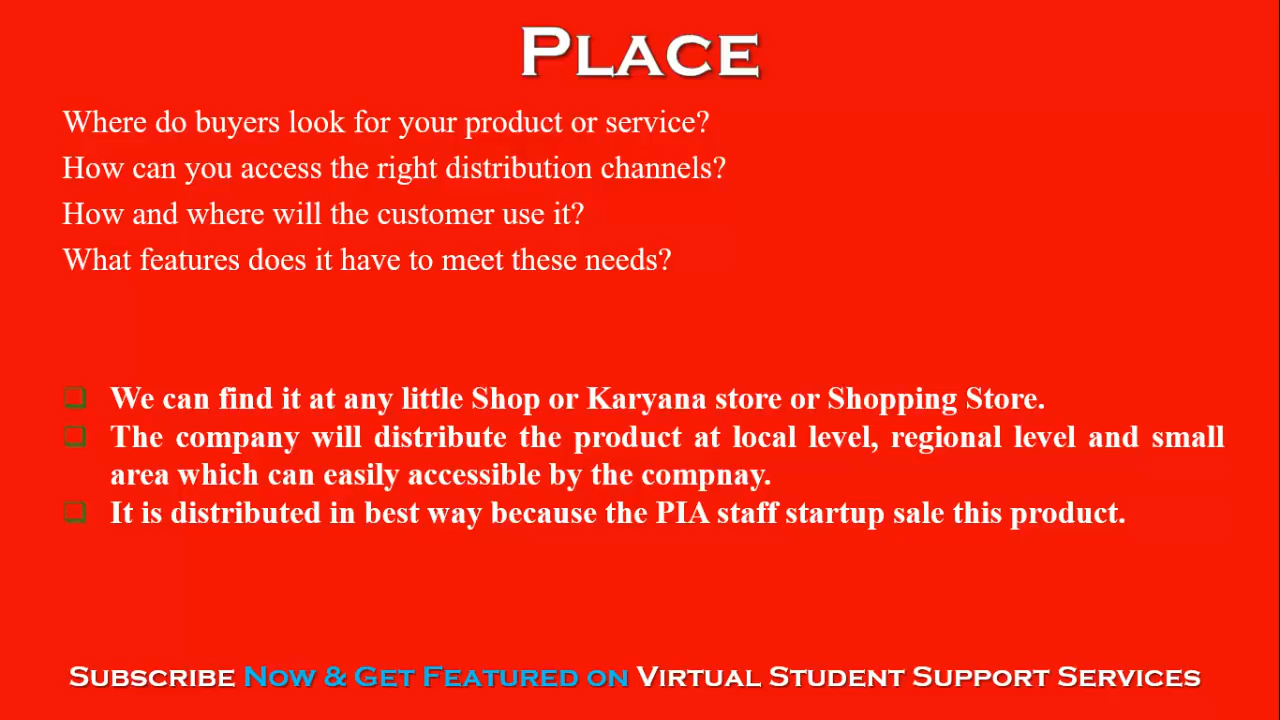 PLACE
Where do buyers look for your product or service?
How can you access the right distribution channels?
How and where will the customer use it?
What features does it have to meet these needs?
We can find it at any little Shop or Karyana store or Shopping Store.
The company will distribute the product at local level, regional level and small
area which can easily accessible by the compnay.
It is distributed in best way because the PIA staff startup sale this product.
Subscribe Now & Get Featured on Virtual Student Support Services